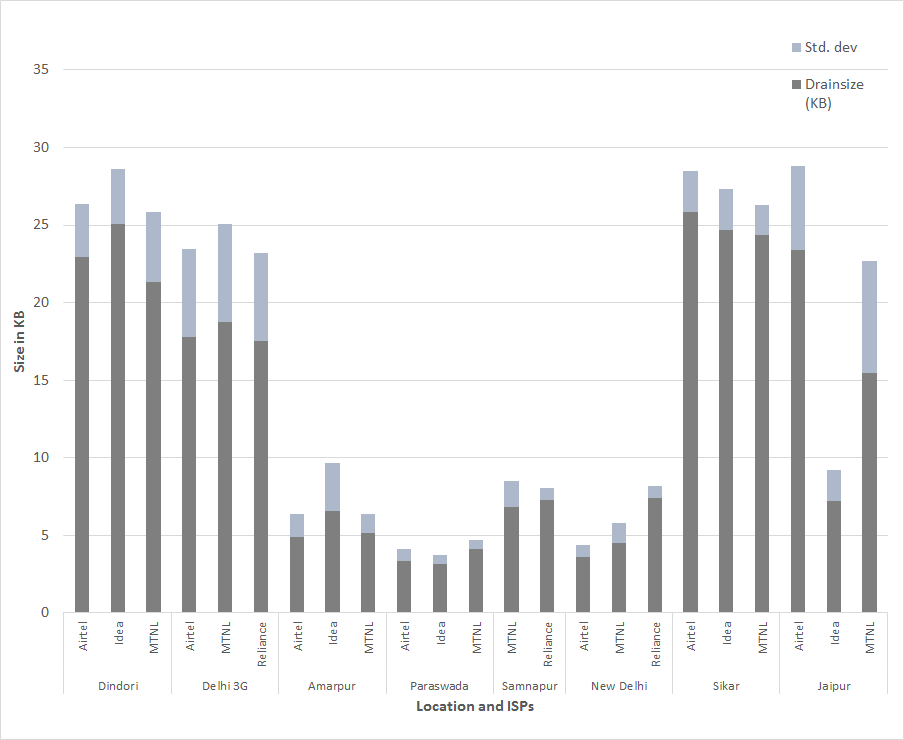 Std. dev
Drainsize
(KB)
35
30
25
20
15
10
5
0
Size in KB
Airtel
Idea
MTNL
Airtel
MTNL
Reliance
Airtel
Idea
MTNL
Airtel
Idea
MTNL
MTNL
Reliance
Airtel
MTNL
Reliance
Airtel
Idea
MTNL
Airtel
Idea
MTNL
Dindori
Delhi 3G
Amarpur
Paraswada
Samnapur
New Delhi
Sikar
Jaipur
Location and ISPs